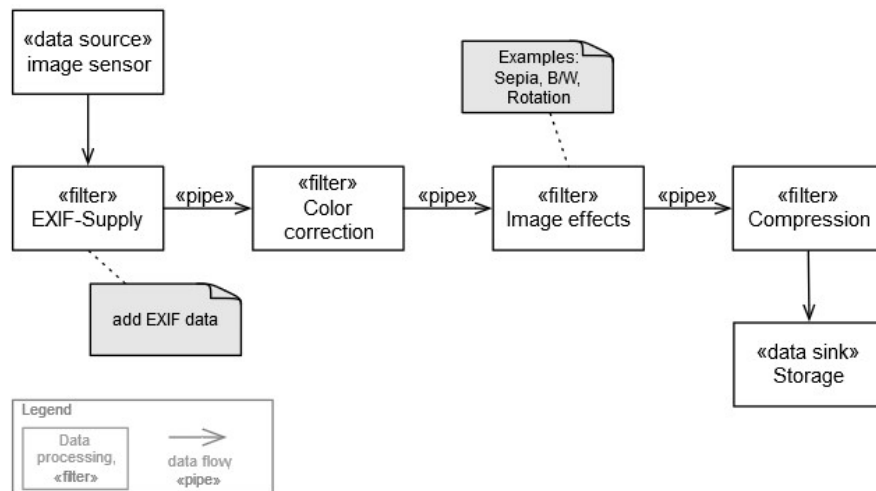 «data source»
image sensor
Examples:
Sepia, B/W,
Rotation
«filter»
EXIF-Supply
«pipe»
«filter»
Color
correction
«pipe»
«filter»
Image effects
«pipe»
«filter»
Compression
add EXIF data
«data sink»
Storage
Legend
Data
processing,
«filter»
data flow,
«pipe»